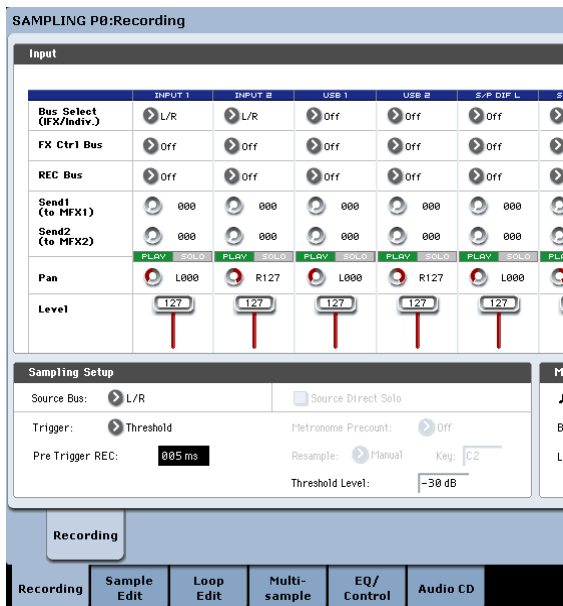 SAMPLING P0:Recording
Input
INPUT 1 INPUT 2 USB 1 USB 2 S/P DIF L S
Bus Select (IFX/Indiv.) L/R L/R Off Off Off
FX Ctrl Bus Off Off Off Off Off
REC Bus Off Off Off Off Off
Send1 (to MFX1) 000 000 000 000 000
Send2 (to MFX2) 000 000 000 000 000
PLAY SOLO PLAY SOLO PLAY SOLO PLAY SOLO PLAY SOLO PL
Pan L000 R127 L000 R127 L000
Level 127 127 127 127 127
Sampling Setup M
Source Bus: L/R Source Direct Solo
Trigger: Threshold Metronome Precount: Off B
Pre Trigger REC: 005 ms Resample: Manual Key: C2 L
Threshold Level: -30 dB
Recording
Recording Sample Edit Loop Edit Multi-sample EQ/Control Audio CD